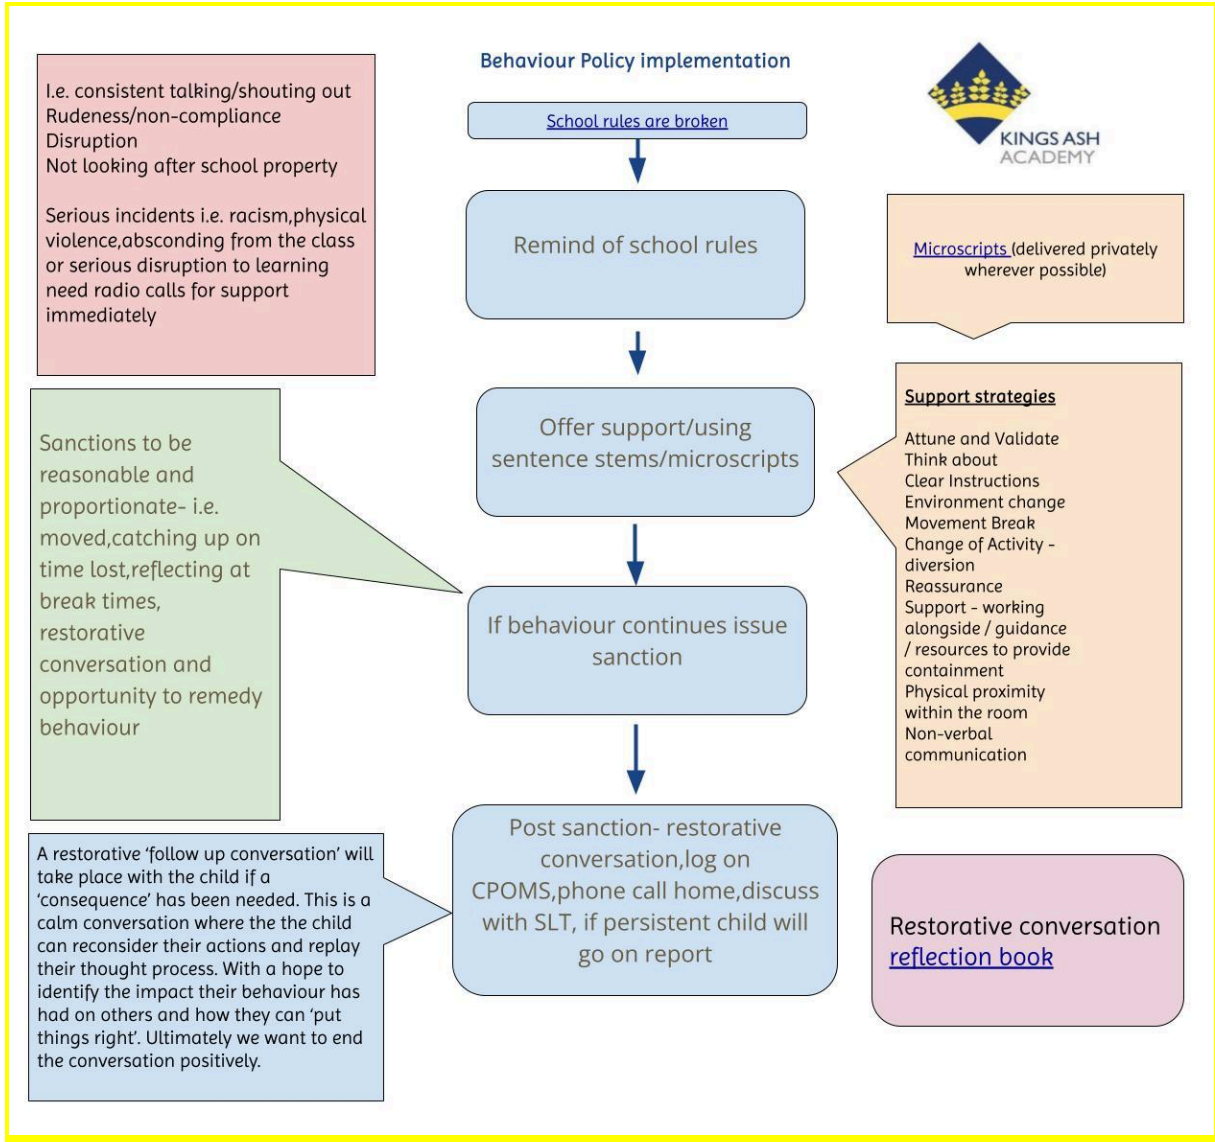 Behaviour Policy implementation
KINGS ASH
ACADEMY
I.e. consistent talking/shouting out
Rudeness/non-compliance
Disruption
Not looking after school property
Serious incidents i.e. racism,physical
violence,absconding from the class
or serious disruption to learning
need radio calls for support
immediately
School rules are broken
Remind of school rules
Microscripts (delivered privately
wherever possible)
Offer support/using
sentence stems/microscripts
Support strategies
Attune and Validate
Think about
Clear Instructions
Environment change
Movement Break
Change of Activity -
diversion
Reassurance
Support - working
alongside / guidance
/ resources to provide
containment
Physical proximity
within the room
Non-verbal
communication
Sanctions to be
reasonable and
proportionate- i.e.
moved,catching up on
time lost,reflecting at
break times,
restorative
conversation and
opportunity to remedy
behaviour
If behaviour continues issue
sanction
Post sanction- restorative
conversation,log on
CPOMS,phone call home,discuss
with SLT, if persistent child will
go on report
A restorative ‘follow up conversation’ will
take place with the child if a
‘consequence’ has been needed. This is a
calm conversation where the the child
can reconsider their actions and replay
their thought process. With a hope to
identify the impact their behaviour has
had on others and how they can ‘put
things right’. Ultimately we want to end
the conversation positively.
Restorative conversation
reflection book